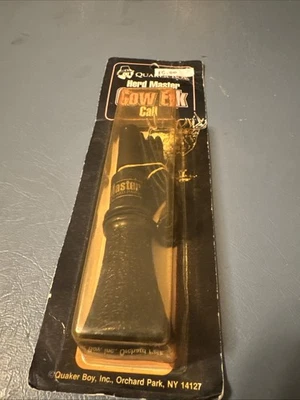 QUAKER BOY
Herd Master
Cow Elk
Call
Master
©Quaker Boy, Inc., Orchard Park, NY 14127